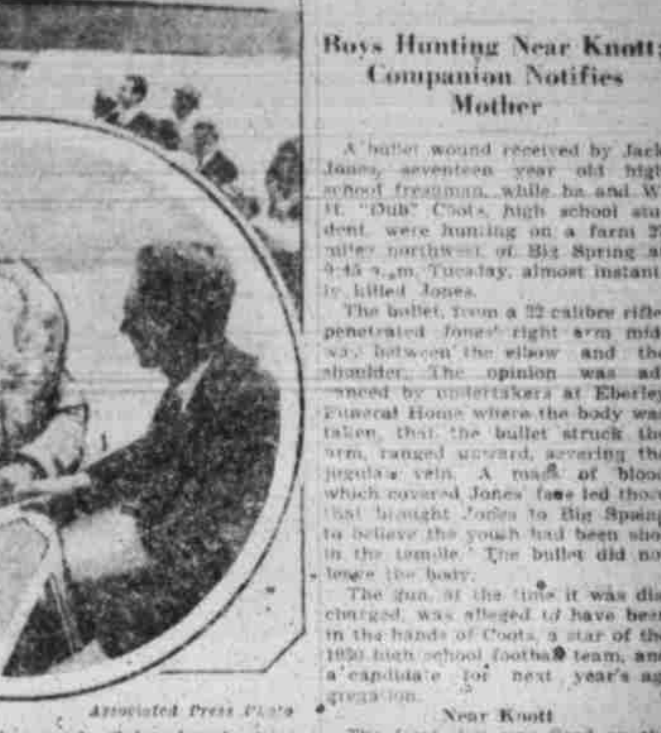 Boys Hunting Near Knott;
Companion Notifies
Mother
A bullet wound received by Jack
Jones, seventeen year old high
school freshman, while he and W.
H. "Dub" Coots, high school stu-
dent, were hunting on a farm
miles northwest of Big Spring a
9:45 a. m. Tuesday, almost instant-
ly killed Jones.
The bullet, from a 22 calibre rifle
penetrated Jones' right arm mid-
way between the elbow and the
shoulder. The opinion was ad-
vanced by undertakers at Eberley
Funeral Home where the body was
taken, that the bullet struck the
arm, ranged upward, severing the
jugular vein. A mass of blood
which covered Jones' face led thos
that brought Jones to Big Spring
to believe the youth had been sho
in the temple. The bullet did no
leave the body.
The gun, at the time it was dis
charged, was alleged to have been
in the hands of Coots, a star of the
1930 high school football team, and
a candidate for next year's ag
gregation.
Near Knott
Associated Press Photo